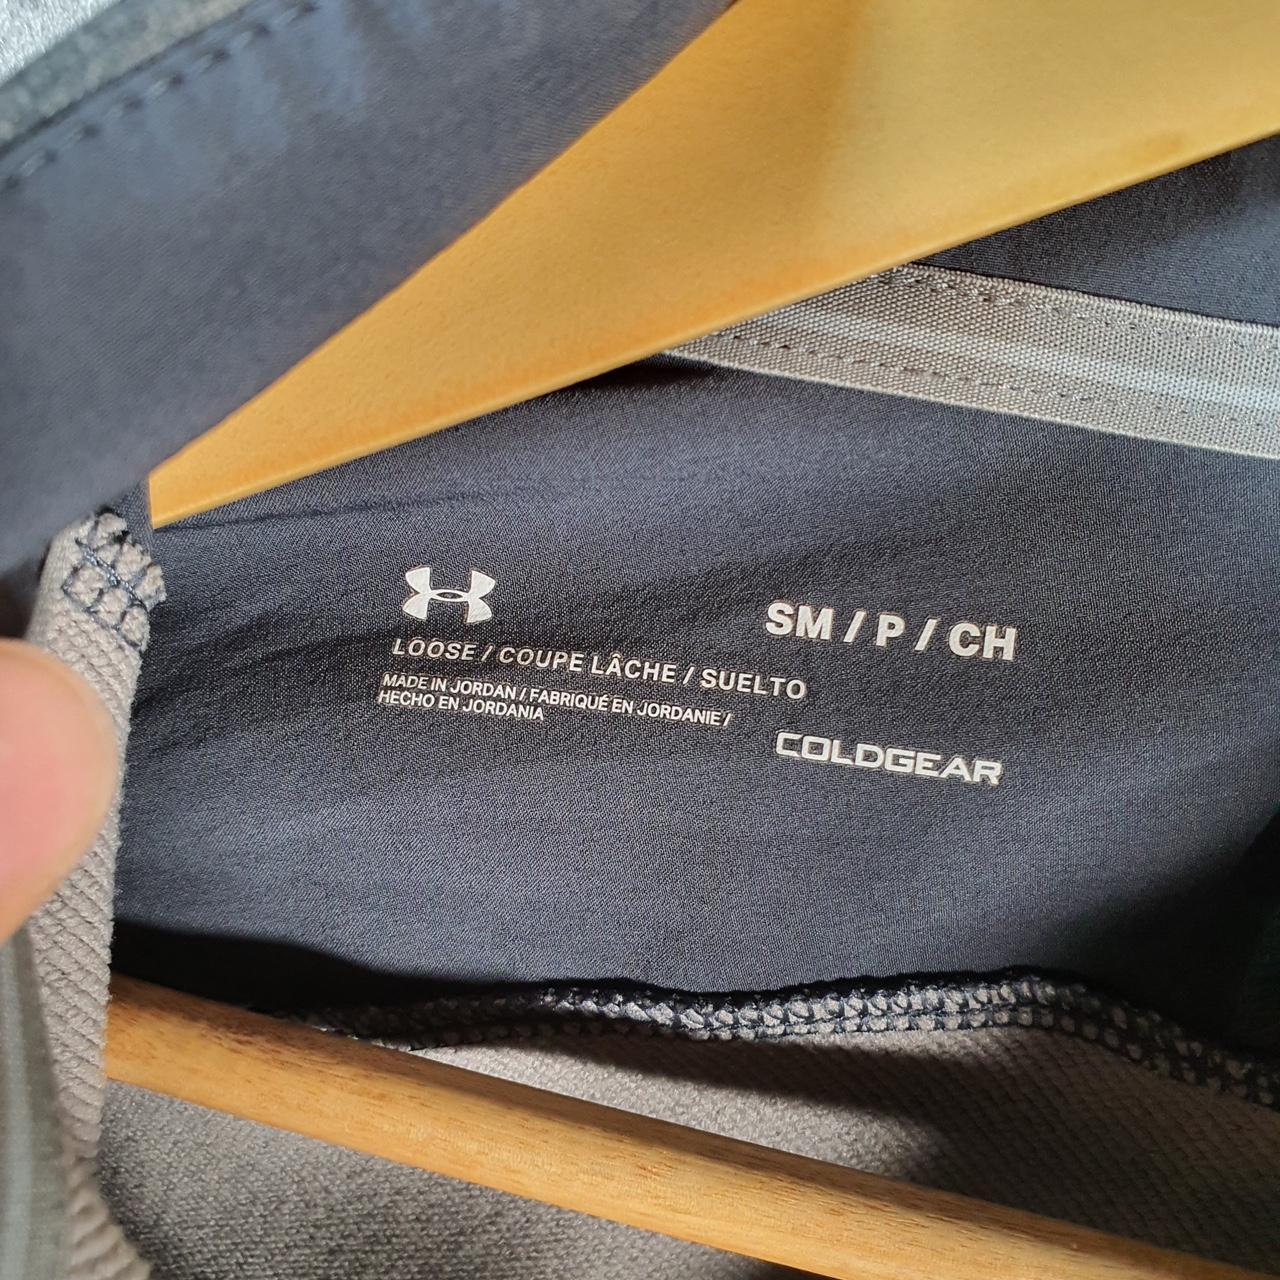 SM / P / CH
LOOSE / COUPE LÂCHE / SUELTO
MADE IN JORDAN / FABRIQUÉ EN JORDANIE /
HECHO EN JORDANIA
COLDGEAR